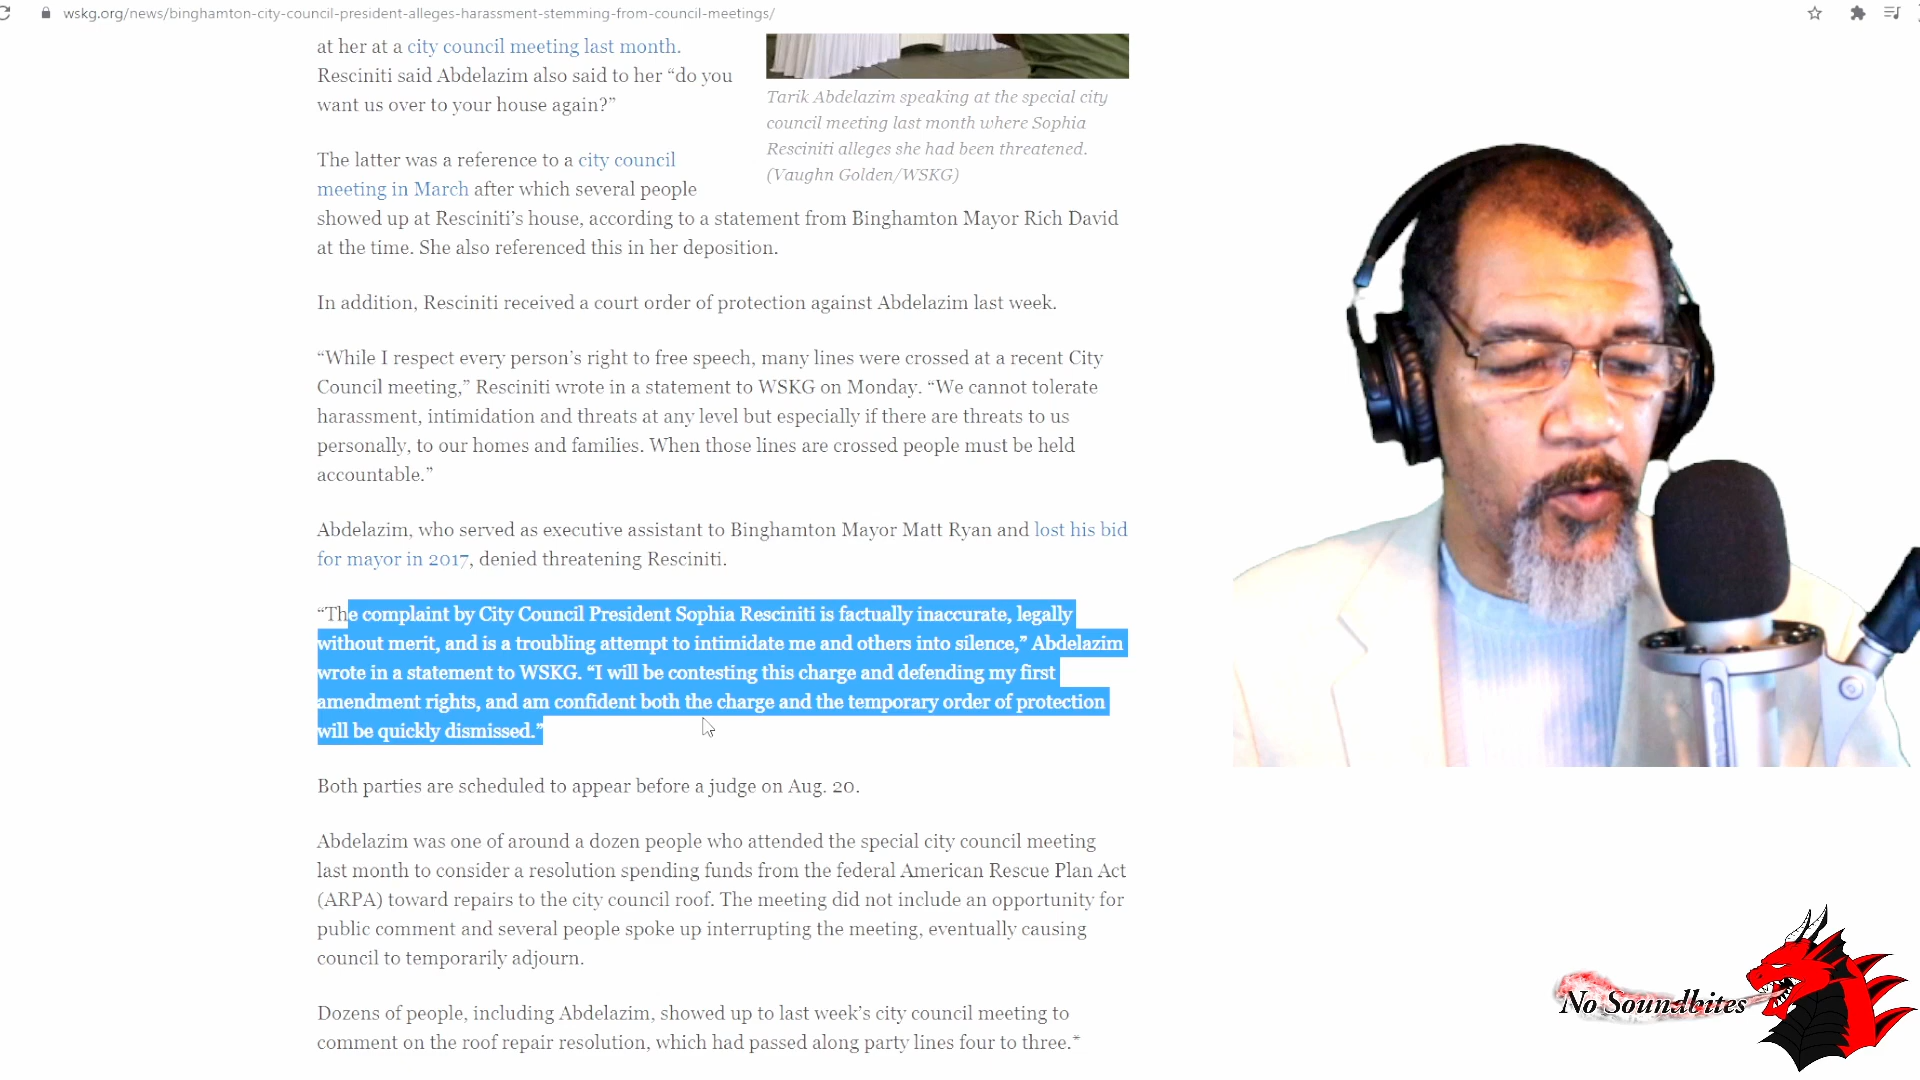 wskg.org/news/binghamton-city-council-president-alleges-harassment-stemming-from-council-meetings/
at her at a city council meeting last month.
Resciniti said Abdelazim also said to her “do you
want us over to your house again?”
Tarik Abdelazim speaking at the special city
council meeting last month where Sophia
Resciniti alleges she had been threatened.
(Vaughn Golden/WSKG)
The latter was a reference to a city council
meeting in March after which several people
showed up at Resciniti’s house, according to a statement from Binghamton Mayor Rich David
at the time. She also referenced this in her deposition.
In addition, Resciniti received a court order of protection against Abdelazim last week.
“While I respect every person’s right to free speech, many lines were crossed at a recent City
Council meeting,” Resciniti wrote in a statement to WSKG on Monday. “We cannot tolerate
harassment, intimidation and threats at any level but especially if there are threats to us
personally, to our homes and families. When those lines are crossed people must be held
accountable.”
Abdelazim, who served as executive assistant to Binghamton Mayor Matt Ryan and lost his bid
for mayor in 2017, denied threatening Resciniti.
“The complaint by City Council President Sophia Resciniti is factually inaccurate, legally
without merit, and is a troubling attempt to intimidate me and others into silence,” Abdelazim
wrote in a statement to WSKG. “I will be contesting this charge and defending my first
amendment rights, and am confident both the charge and the temporary order of protection
will be quickly dismissed.”
Both parties are scheduled to appear before a judge on Aug. 20.
Abdelazim was one of around a dozen people who attended the special city council meeting
last month to consider a resolution spending funds from the federal American Rescue Plan Act
(ARPA) toward repairs to the city council roof. The meeting did not include an opportunity for
public comment and several people spoke up interrupting the meeting, eventually causing
council to temporarily adjourn.
Dozens of people, including Abdelazim, showed up to last week’s city council meeting to
comment on the roof repair resolution, which had passed along party lines four to three.*
No Soundbites